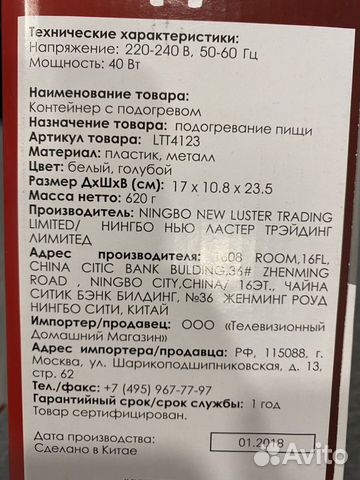 Технические характеристики:
Напряжение: 220-240 В, 50-60 Гц
Мощность: 40 Вт
Наименование товара:
Контейнер с подогревом
Назначение товара: подогревание пищи
Артикул товара: LTT4123
Материал: пластик, металл
Цвет: белый, голубой
Размер ДхШхВ (см): 17 x 10.8 x 23.5
Масса нетто: 620 г
Производитель: NINGBO NEW LUSTER TRADING
LIMITED/ НИНГБО НЬЮ ЛАСТЕР ТРЭЙДИНГ
ЛИМИТЕД
Адрес производителя: 1608 ROOM,16FL,
CHINA CITIC BANK BULDING,36# ZHENMING
ROAD , NINGBO CITY,CHINA/ 16ЭТ., ЧАЙНА
СИТИК БЭНК БИЛДИНГ, №36 ЖЕНМИНГ РОУД
НИНГБО СИТИ, КИТАЙ
Импортер/продавец: ООО «Телевизионный
Домашний Магазин»
Адрес импортера/продавца: РФ, 115088, г.
Москва, ул. Шарикоподшипниковская, д. 13,
стр. 62
Тел./факс: +7 (495) 967-77-97
Гарантийный срок/срок службы: 1 год
Товар сертифицирован.
Дата производства: 01.2018
Сделано в Китае
Avito